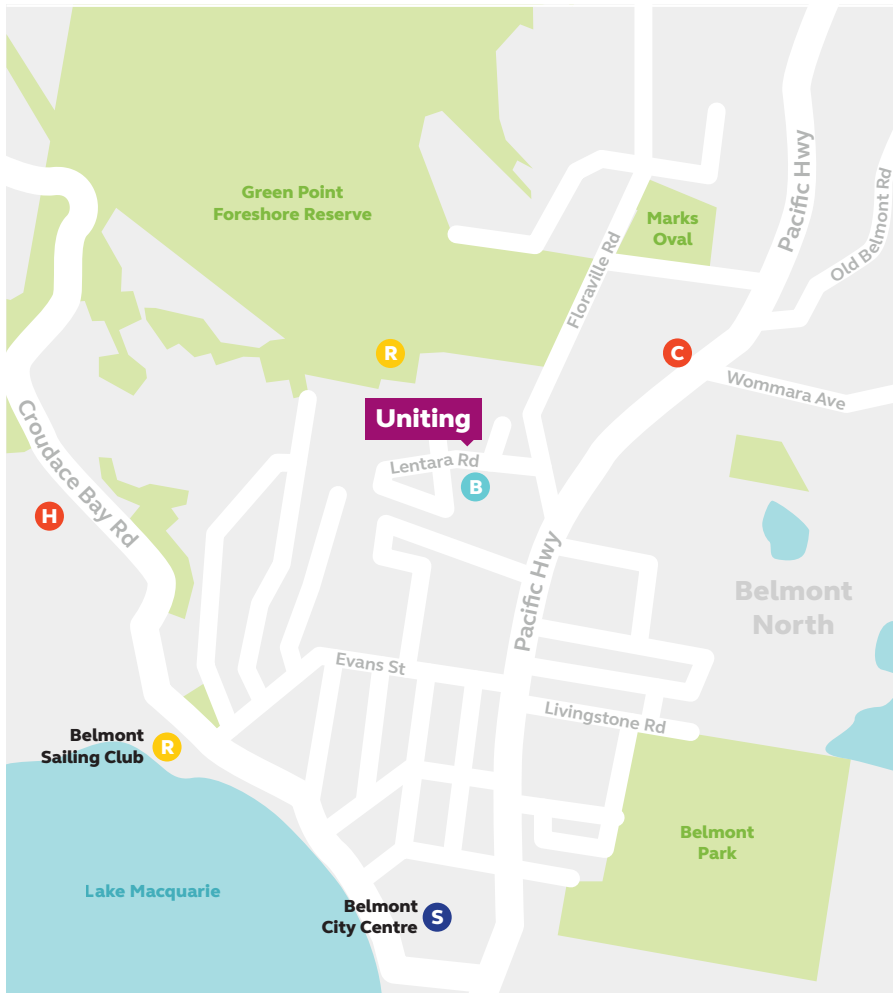 Green Point
Foreshore Reserve
Marks
Oval
Pacific Hwy
Old Belmont Rd
Floraville Rd
R
C
Wommara Ave
Uniting
Lentara Rd
B
Croudace Bay Rd
H
Pacific Hwy
Belmont
North
Evans St
Livingstone Rd
Belmont
Sailing Club
R
Belmont
Park
Lake Macquarie
Belmont
City Centre
S